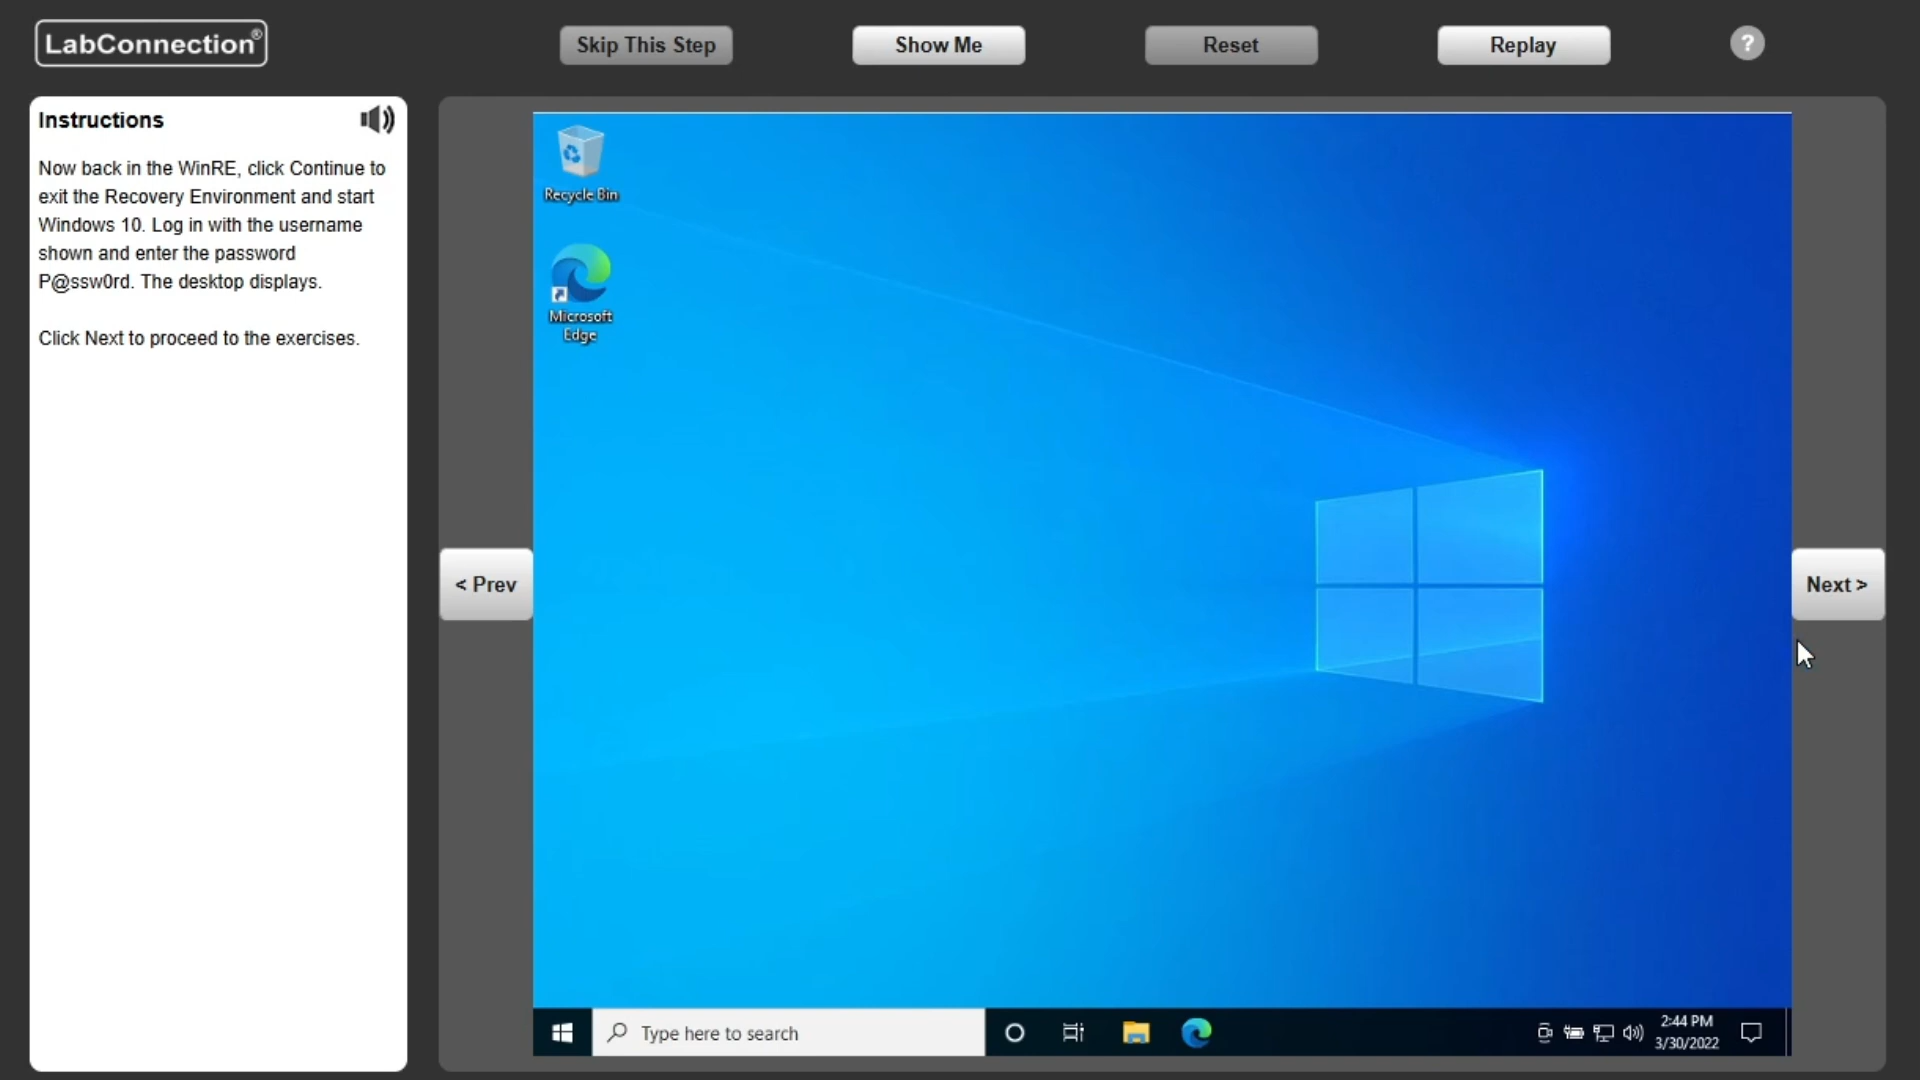 LabConnection®
Skip This Step
Show Me
Reset
Replay
?
Instructions
Now back in the WinRE, click Continue to
exit the Recovery Environment and start
Windows 10. Log in with the username
shown and enter the password
P@ssw0rd. The desktop displays.
Click Next to proceed to the exercises.
Recycle Bin
Microsoft
Edge
< Prev
Next >
Type here to search
2:44 PM
3/30/2022